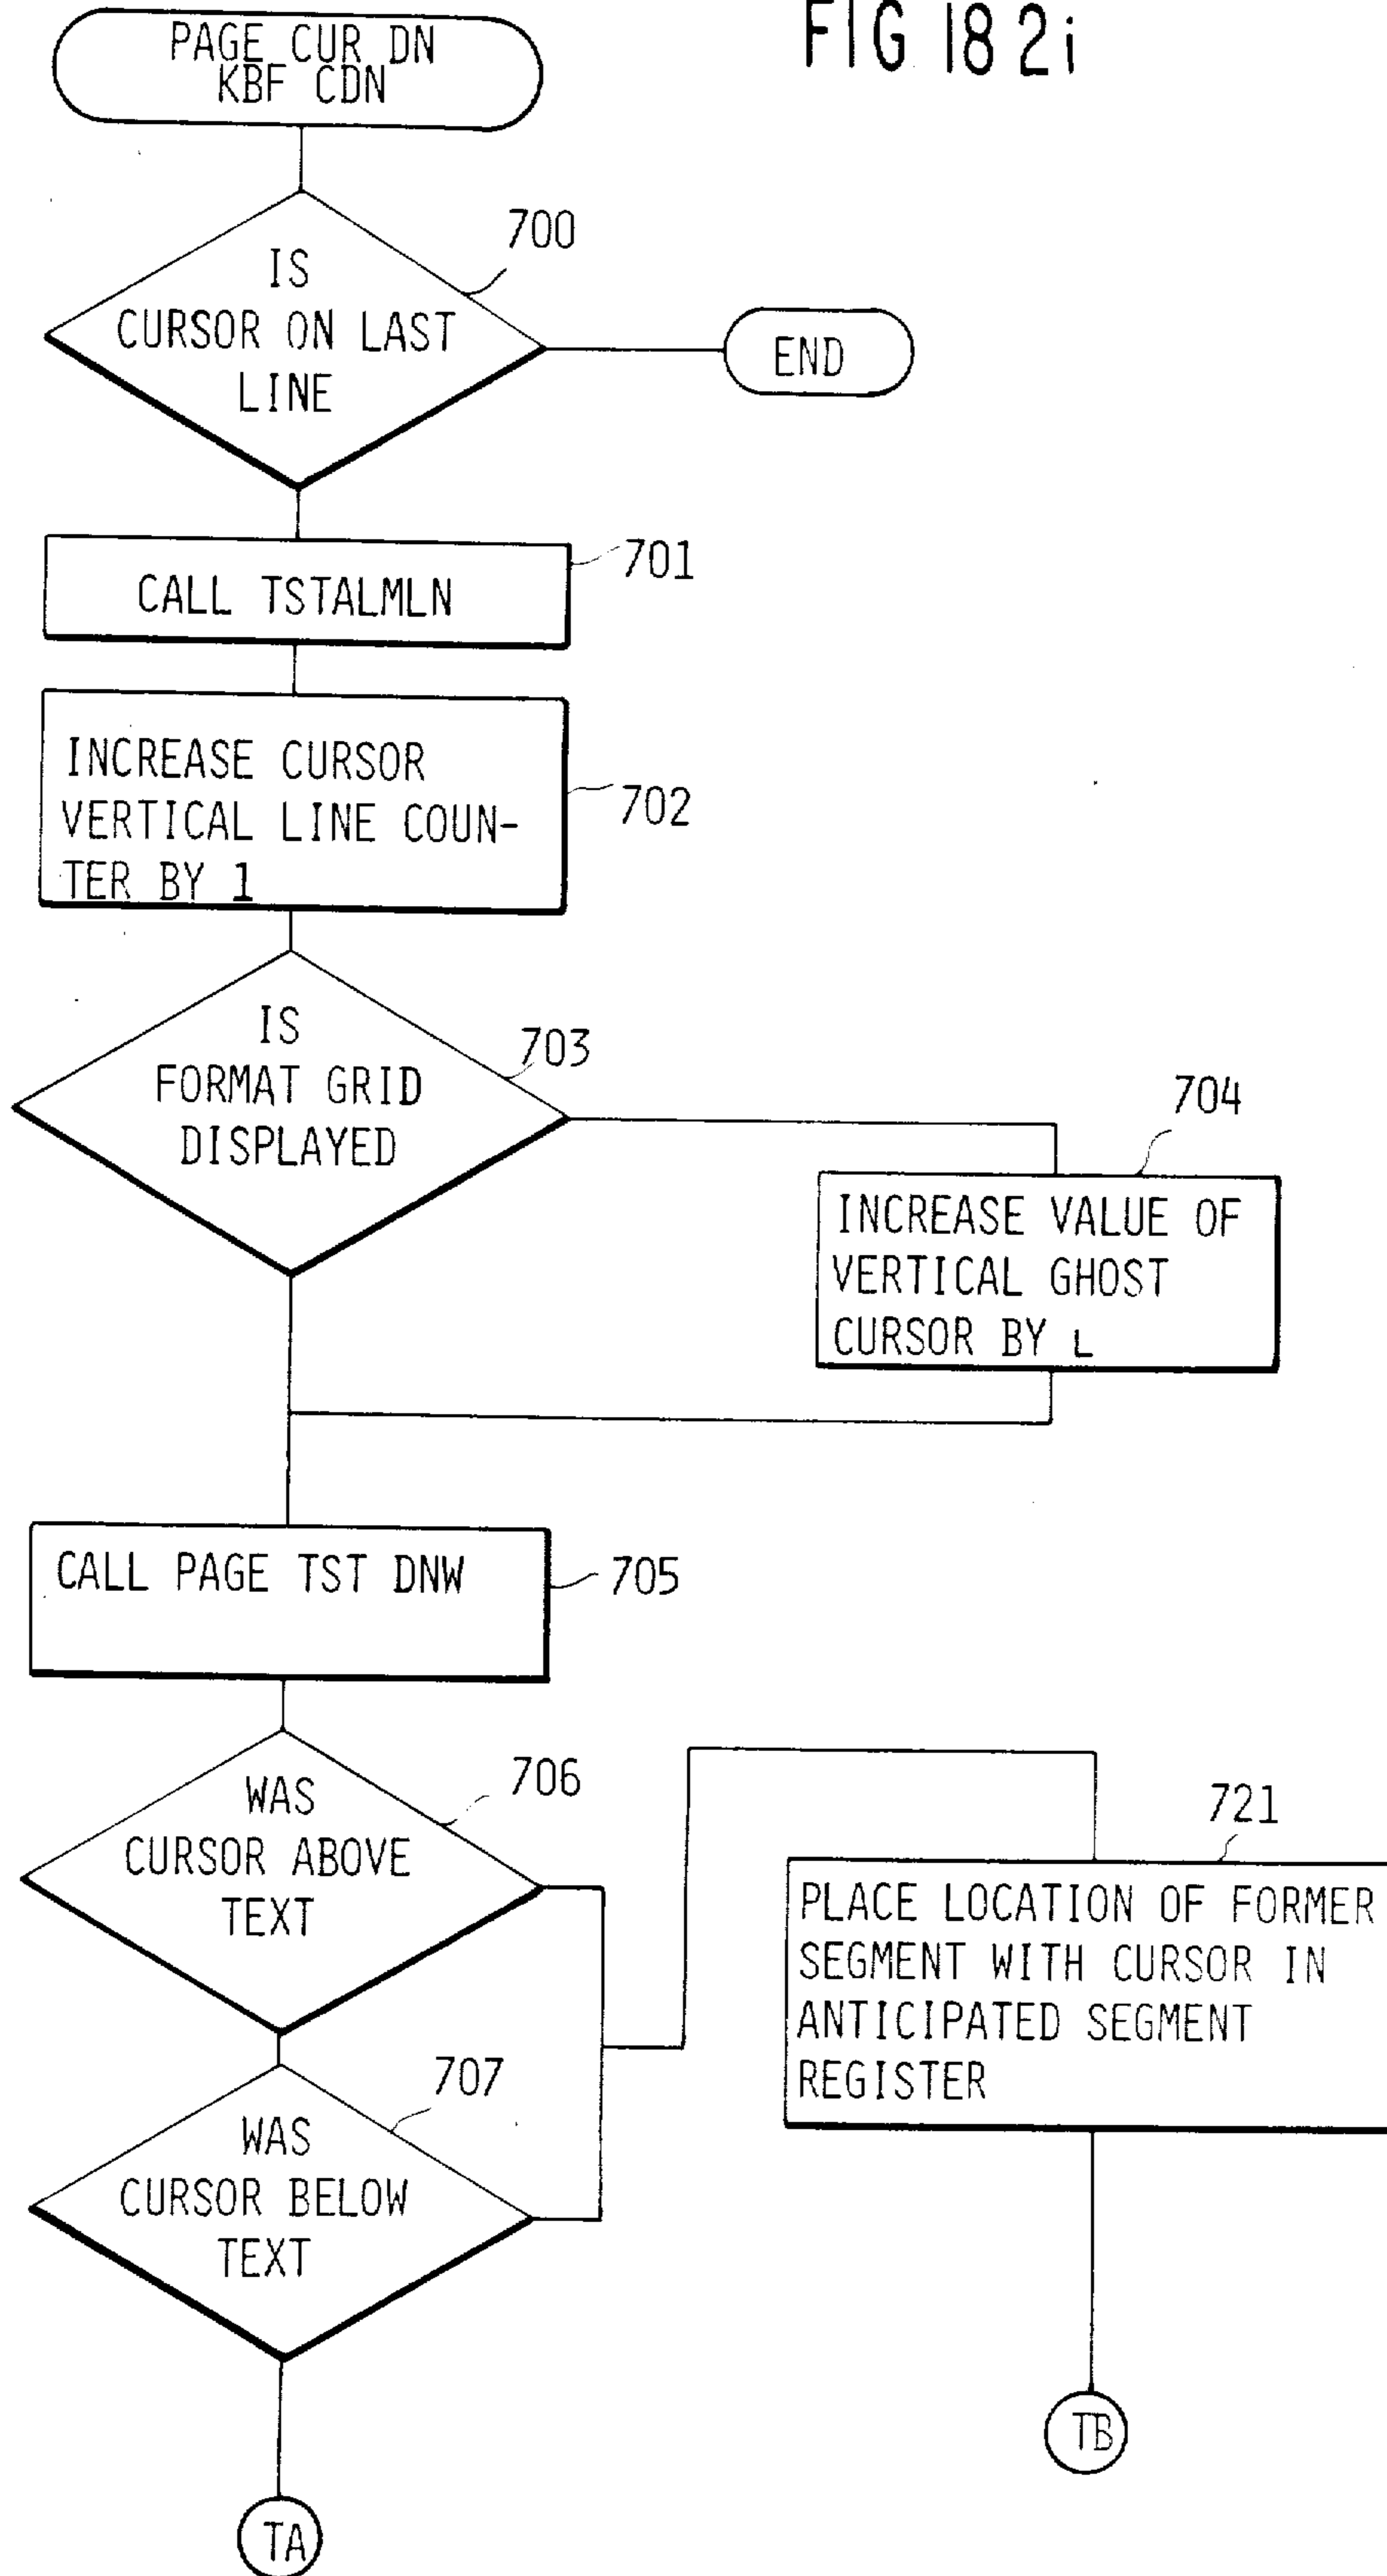 FIG 18 2i
PAGE CUR DN
KBF CDN
700
IS
CURSOR ON LAST
LINE
END
701
CALL TSTALMLN
INCREASE CURSOR
VERTICAL LINE COUN-
TER BY 1
702
IS
FORMAT GRID
DISPLAYED
703
704
INCREASE VALUE OF
VERTICAL GHOST
CURSOR BY L
CALL PAGE TST DNW
705
WAS
CURSOR ABOVE
TEXT
706
721
PLACE LOCATION OF FORMER
SEGMENT WITH CURSOR IN
ANTICIPATED SEGMENT
REGISTER
707
WAS
CURSOR BELOW
TEXT
TB
TA